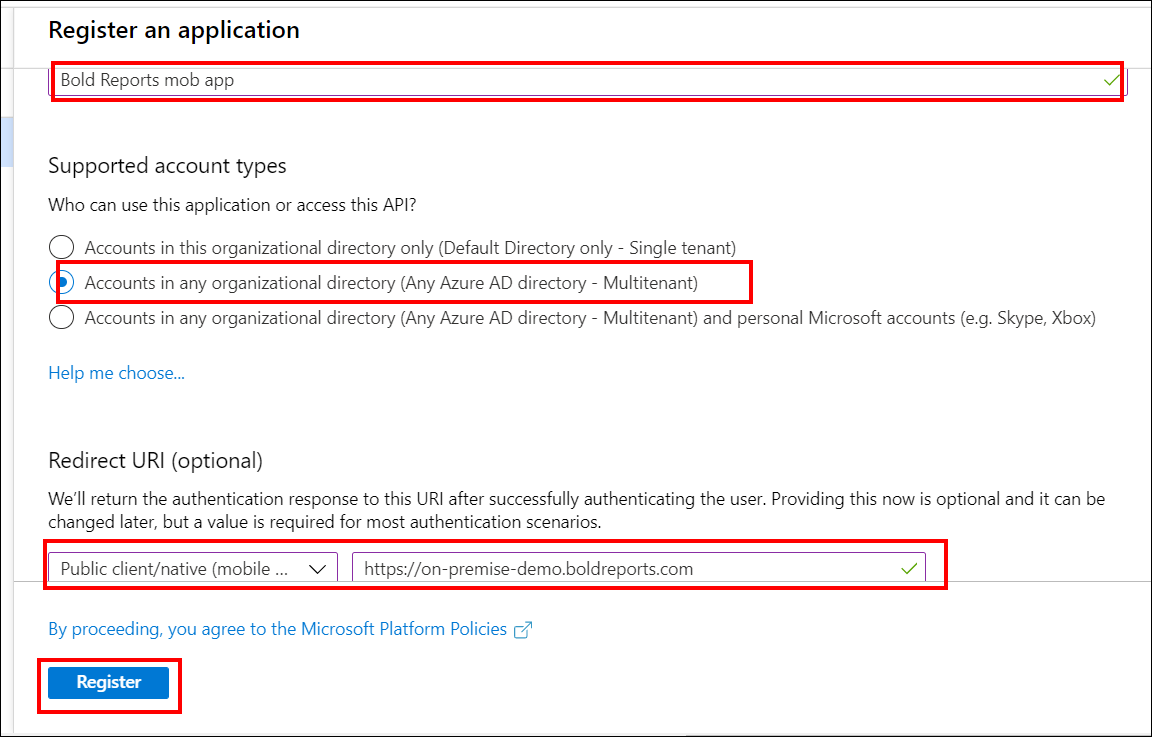 Register an application
Bold Reports mob app
Supported account types
Who can use this application or access this API?
Accounts in this organizational directory only (Default Directory only - Single tenant)
Accounts in any organizational directory (Any Azure AD directory - Multitenant)
Accounts in any organizational directory (Any Azure AD directory - Multitenant) and personal Microsoft accounts (e.g. Skype, Xbox)
Help me choose...
Redirect URI (optional)
We'll return the authentication response to this URI after successfully authenticating the user. Providing this now is optional and it can be
changed later, but a value is required for most authentication scenarios.
Public client/native (mobile ... https://on-premise-demo.boldreports.com
By proceeding, you agree to the Microsoft Platform Policies
Register